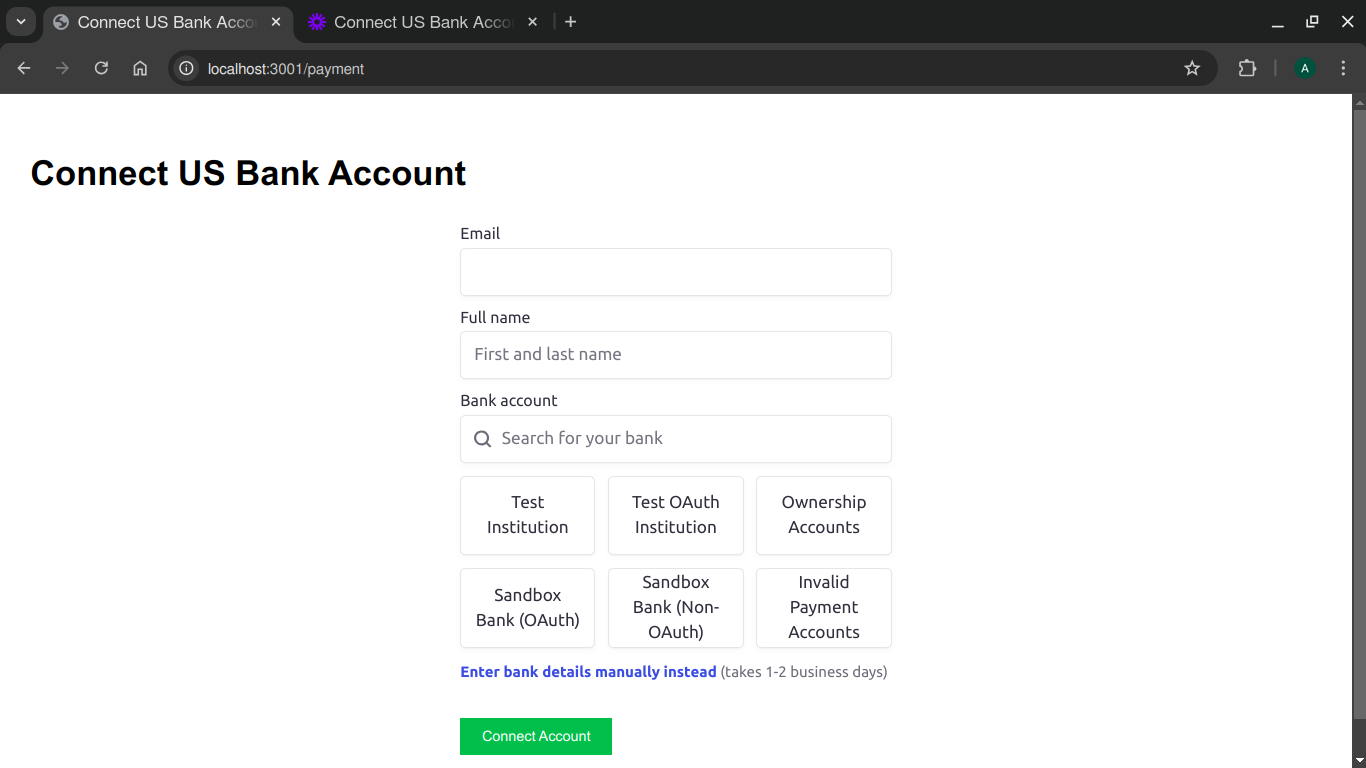 Connect US Bank Acco
Connect US Bank Acco
localhost:3001/payment
A
Connect US Bank Account
Email
Full name
First and last name
Bank account
Search for your bank
Test
Institution
Test OAuth
Institution
Ownership
Accounts
Sandbox
Bank (OAuth)
Sandbox
Bank (Non-
OAuth)
Invalid
Payment
Accounts
Enter bank details manually instead (takes 1-2 business days)
Connect Account